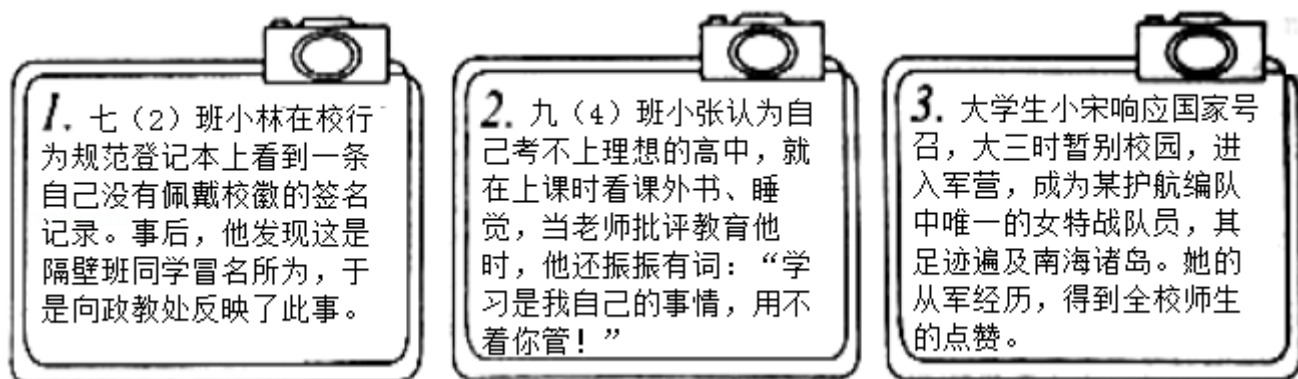 1. 七（2）班小林在校行
为规范登记本上看到一条
自己没有佩戴校徽的签名
记录。事后，他发现这是
隔壁班同学冒名所为，于
是向政教处反映了此事。
2. 九（4）班小张认为自
己考不上理想的高中，就
在上课时看课外书、睡
觉，当老师批评教育他
时，他还振振有词：“学
习是我自己的事情，用不
着你管！”
3. 大学生小宋响应国家号
召，大三时暂别校园，进
入军营，成为某护航编队
中唯一的女特战队员，其
足迹遍及南海诸岛。她的
从军经历，得到全校师生
的点赞。